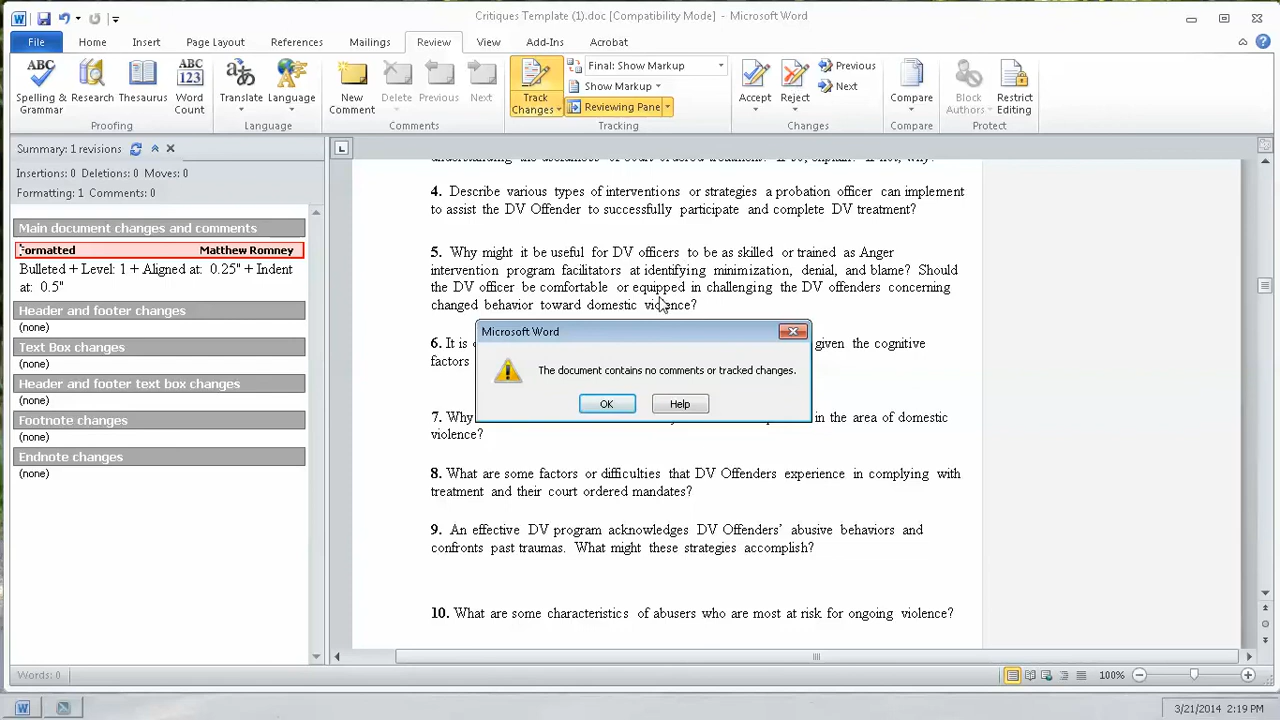 Critiques Template (1).doc [Compatibility Mode] - Microsoft Word
File Home Insert Page Layout References Mailings Review View Add-Ins Acrobat
ABC Spelling & Grammar
Research
Thesaurus
ABC 123 Word Count
Translate
Language
New Comment
Delete
Previous
Next
Track Changes
Final: Show Markup
Show Markup
Reviewing Pane
Accept
Reject
Previous
Next
Compare
Block Authors
Restrict Editing
Proofing Language Comments Tracking Changes Compare Protect
Summary: 1 revisions
Insertions: 0 Deletions: 0 Moves: 0
Formatting: 1 Comments: 0
Main document changes and comments
Formatted Matthew Romney
Bulleted + Level: 1 + Aligned at: 0.25" + Indent
at: 0.5"
Header and footer changes
(none)
Text Box changes
(none)
Header and footer text box changes
(none)
Footnote changes
(none)
Endnote changes
(none)
4. Describe various types of interventions or strategies a probation officer can implement
to assist the DV Offender to successfully participate and complete DV treatment?
5. Why might it be useful for DV officers to be as skilled or trained as Anger
intervention program facilitators at identifying minimization, denial, and blame? Should
the DV officer be comfortable or equipped in challenging the DV offenders concerning
changed behavior toward domestic violence?
6. It is given the cognitive
factors
7. Why in the area of domestic
violence?
8. What are some factors or difficulties that DV Offenders experience in complying with
treatment and their court ordered mandates?
9. An effective DV program acknowledges DV Offenders' abusive behaviors and
confronts past traumas. What might these strategies accomplish?
10. What are some characteristics of abusers who are most at risk for ongoing violence?
Microsoft Word
The document contains no comments or tracked changes.
OK Help
Words: 0
100%
3/21/2014 2:19 PM